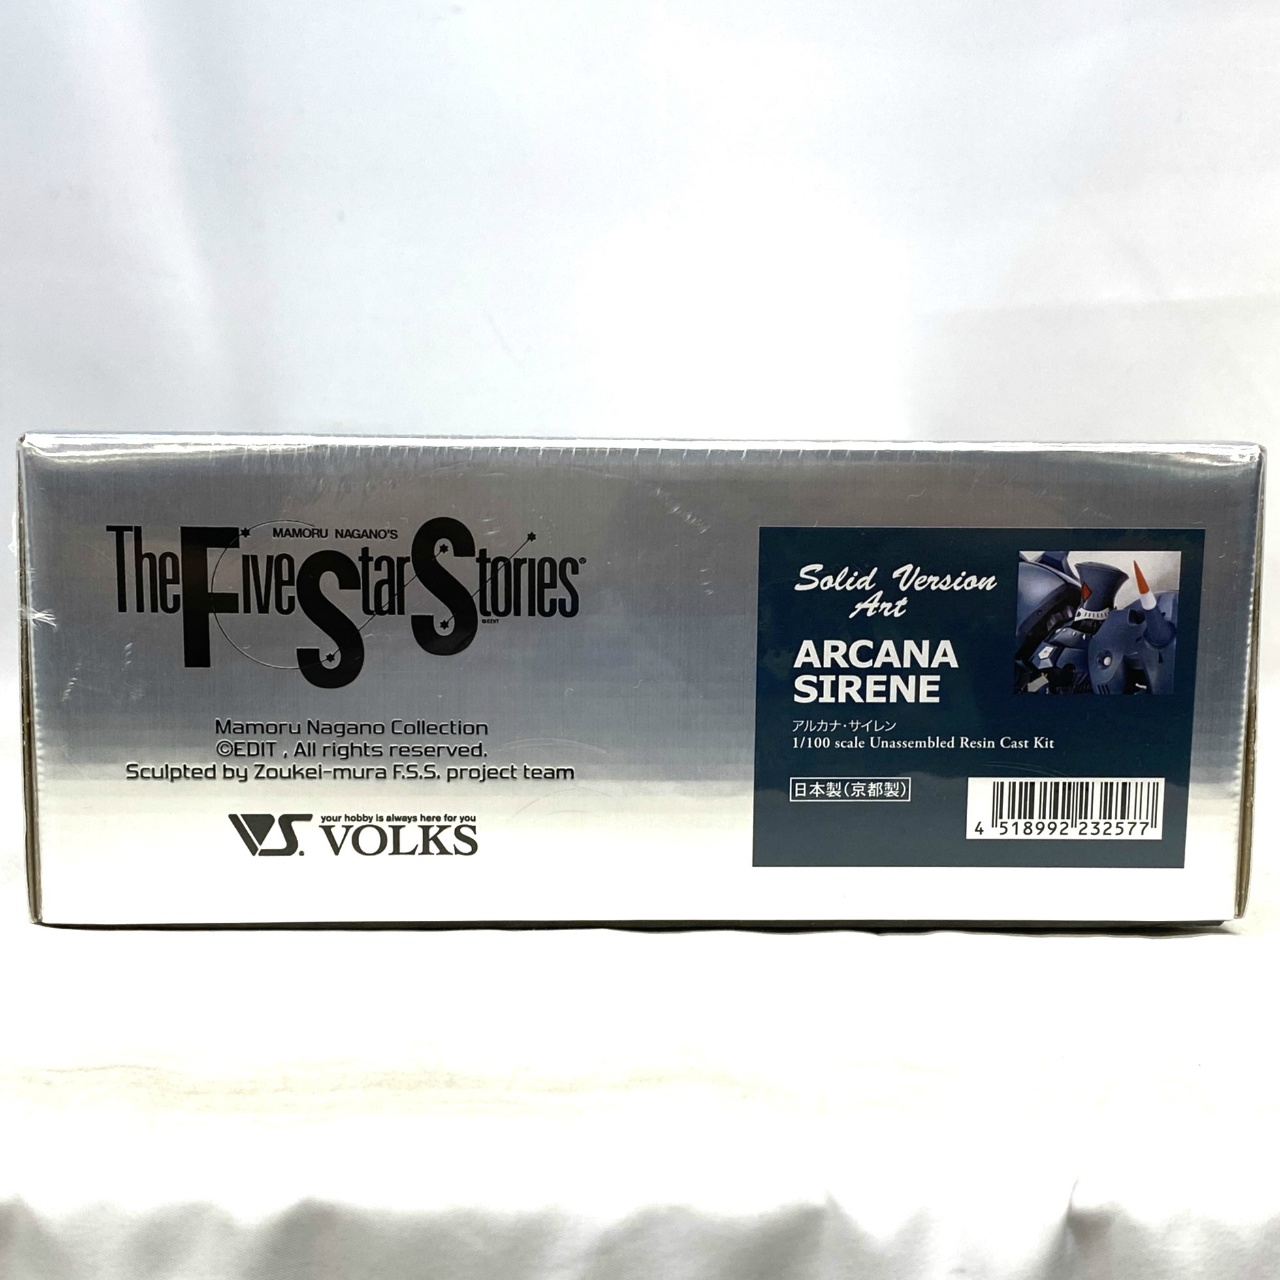 MAMORU NAGANO'S
The Five Star Stories®
©EDIT
Mamoru Nagano Collection
©EDIT , All rights reserved.
Sculpted by Zoukei-mura F.S.S. project team
VS. your hobby is always here for you
VOLKS
Solid Version
Art
ARCANA
SIRENE
アルカナ・サイレン
1/100 scale Unassembled Resin Cast Kit
日本製(京都製)
4 518992 232577